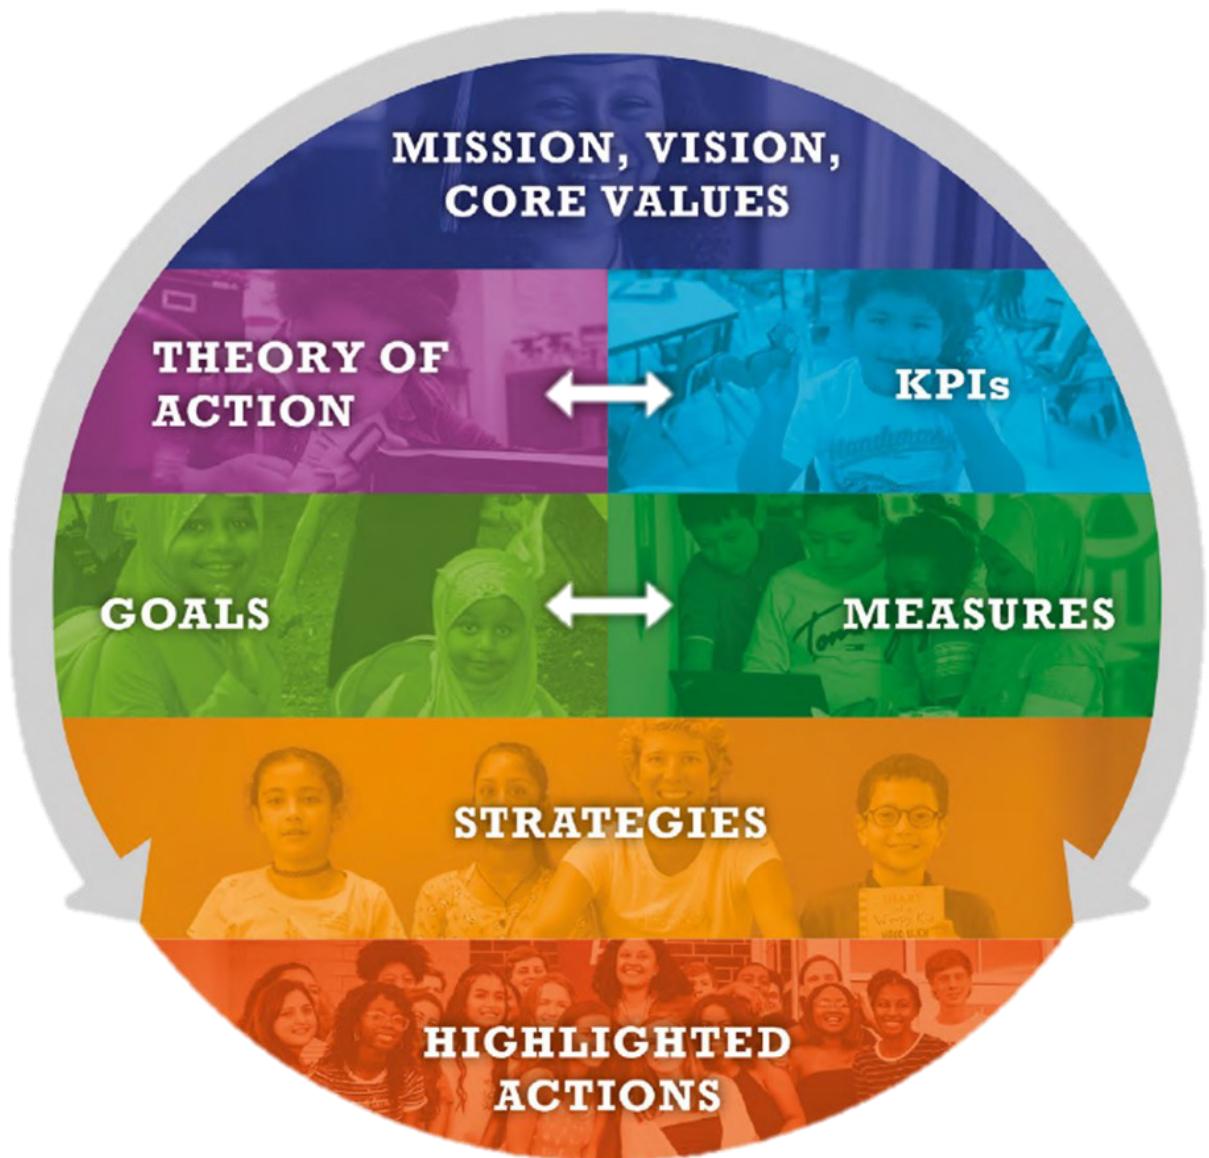 MISSION, VISION,
CORE VALUES
THEORY OF
ACTION
KPIs
GOALS
MEASURES
STRATEGIES
HIGHLIGHTED
ACTIONS